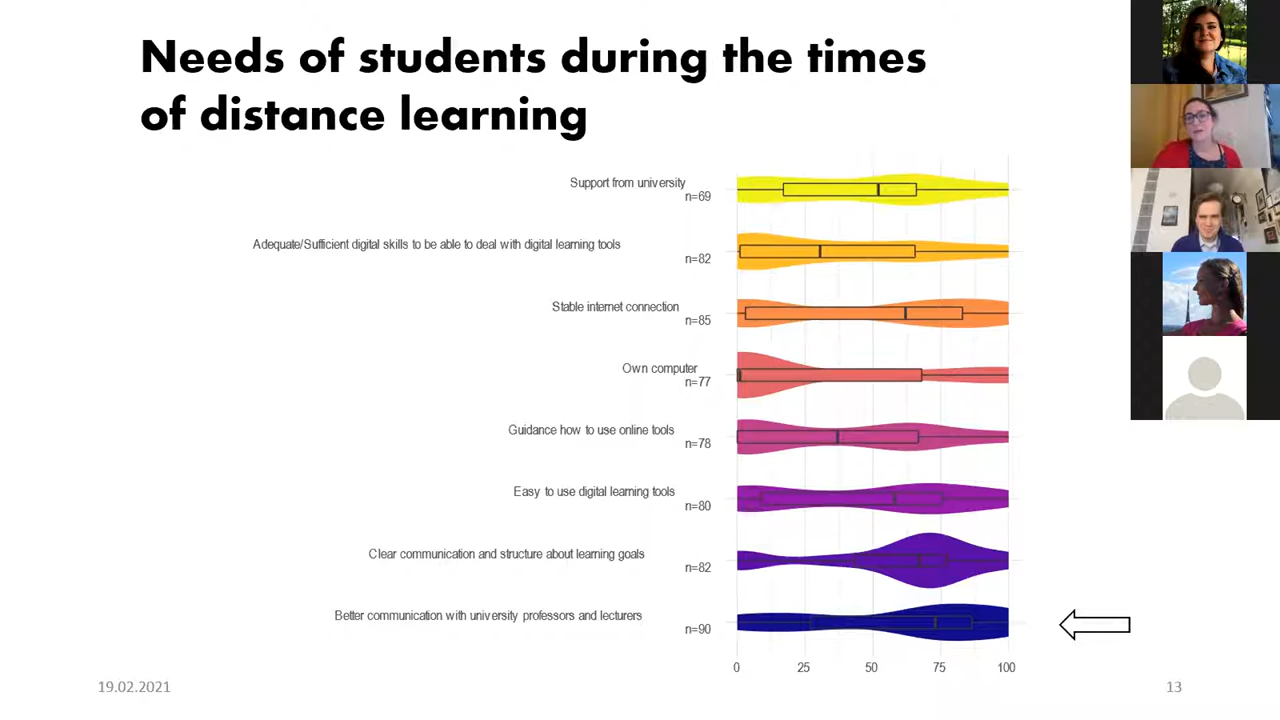 Needs of students during the times
of distance learning
Support from university
n=69
Adequate/Sufficient digital skills to be able to deal with digital learning tools
n=82
Stable internet connection
n=85
Own computer
n=77
Guidance how to use online tools
n=78
Easy to use digital learning tools
n=80
Clear communication and structure about learning goals
n=82
Better communication with university professors and lecturers
n=90
0 25 50 75 100
19.02.2021 13